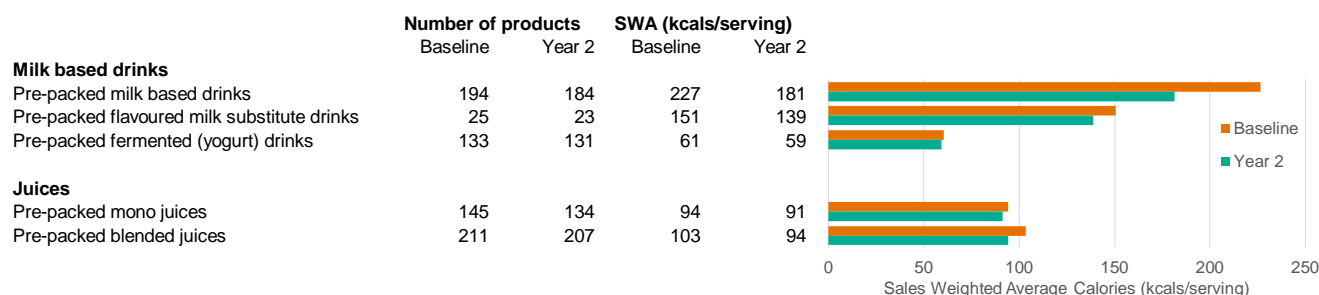 Number of products SWA (kcals/serving)
Baseline Year 2 Baseline Year 2
Milk based drinks
Pre-packed milk based drinks 194 184 227 181
Pre-packed flavoured milk substitute drinks 25 23 151 139
Pre-packed fermented (yogurt) drinks 133 131 61 59
Juices
Pre-packed mono juices 145 134 94 91
Pre-packed blended juices 211 207 103 94
Baseline
Year 2
0 50 100 150 200 250
Sales Weighted Average Calories (kcals/serving)